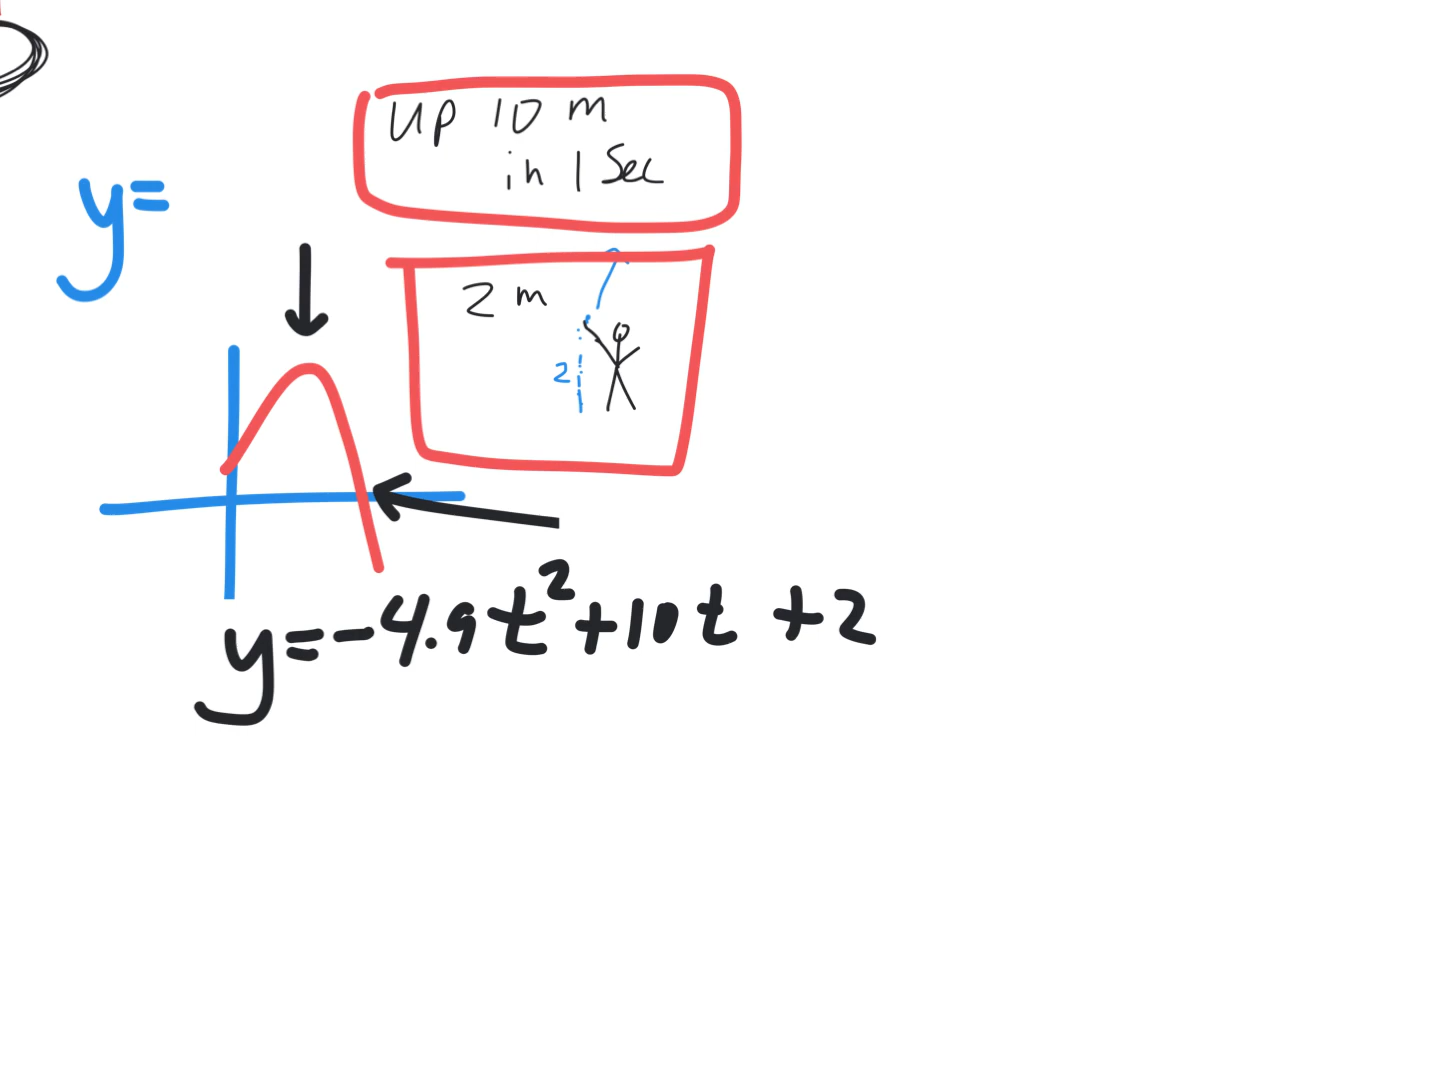 Up 10 m
in 1 Sec
y=
2 m
2
y=-4.9t²+10t+2